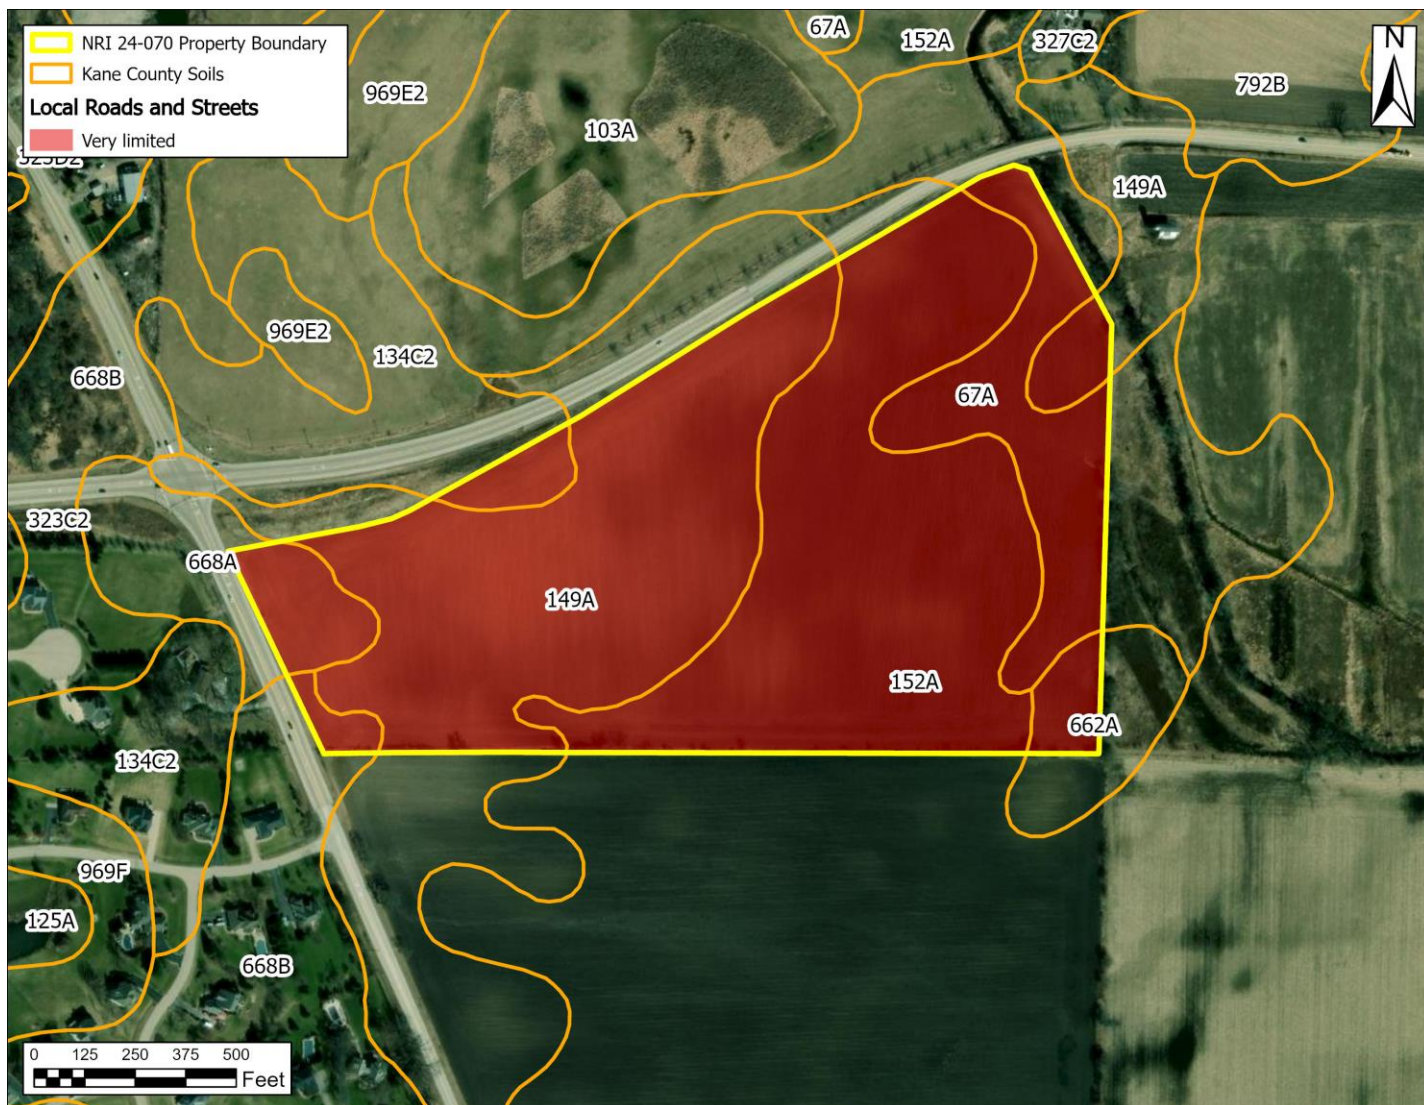 NRI 24-070 Property Boundary
Kane County Soils
Local Roads and Streets
Very limited
67A
152A
327C2
N
969E2
792B
103A
323D2
149A
969E2
134C2
668B
67A
323C2
668A
149A
152A
662A
134C2
969F
125A
668B
0 125 250 375 500
Feet